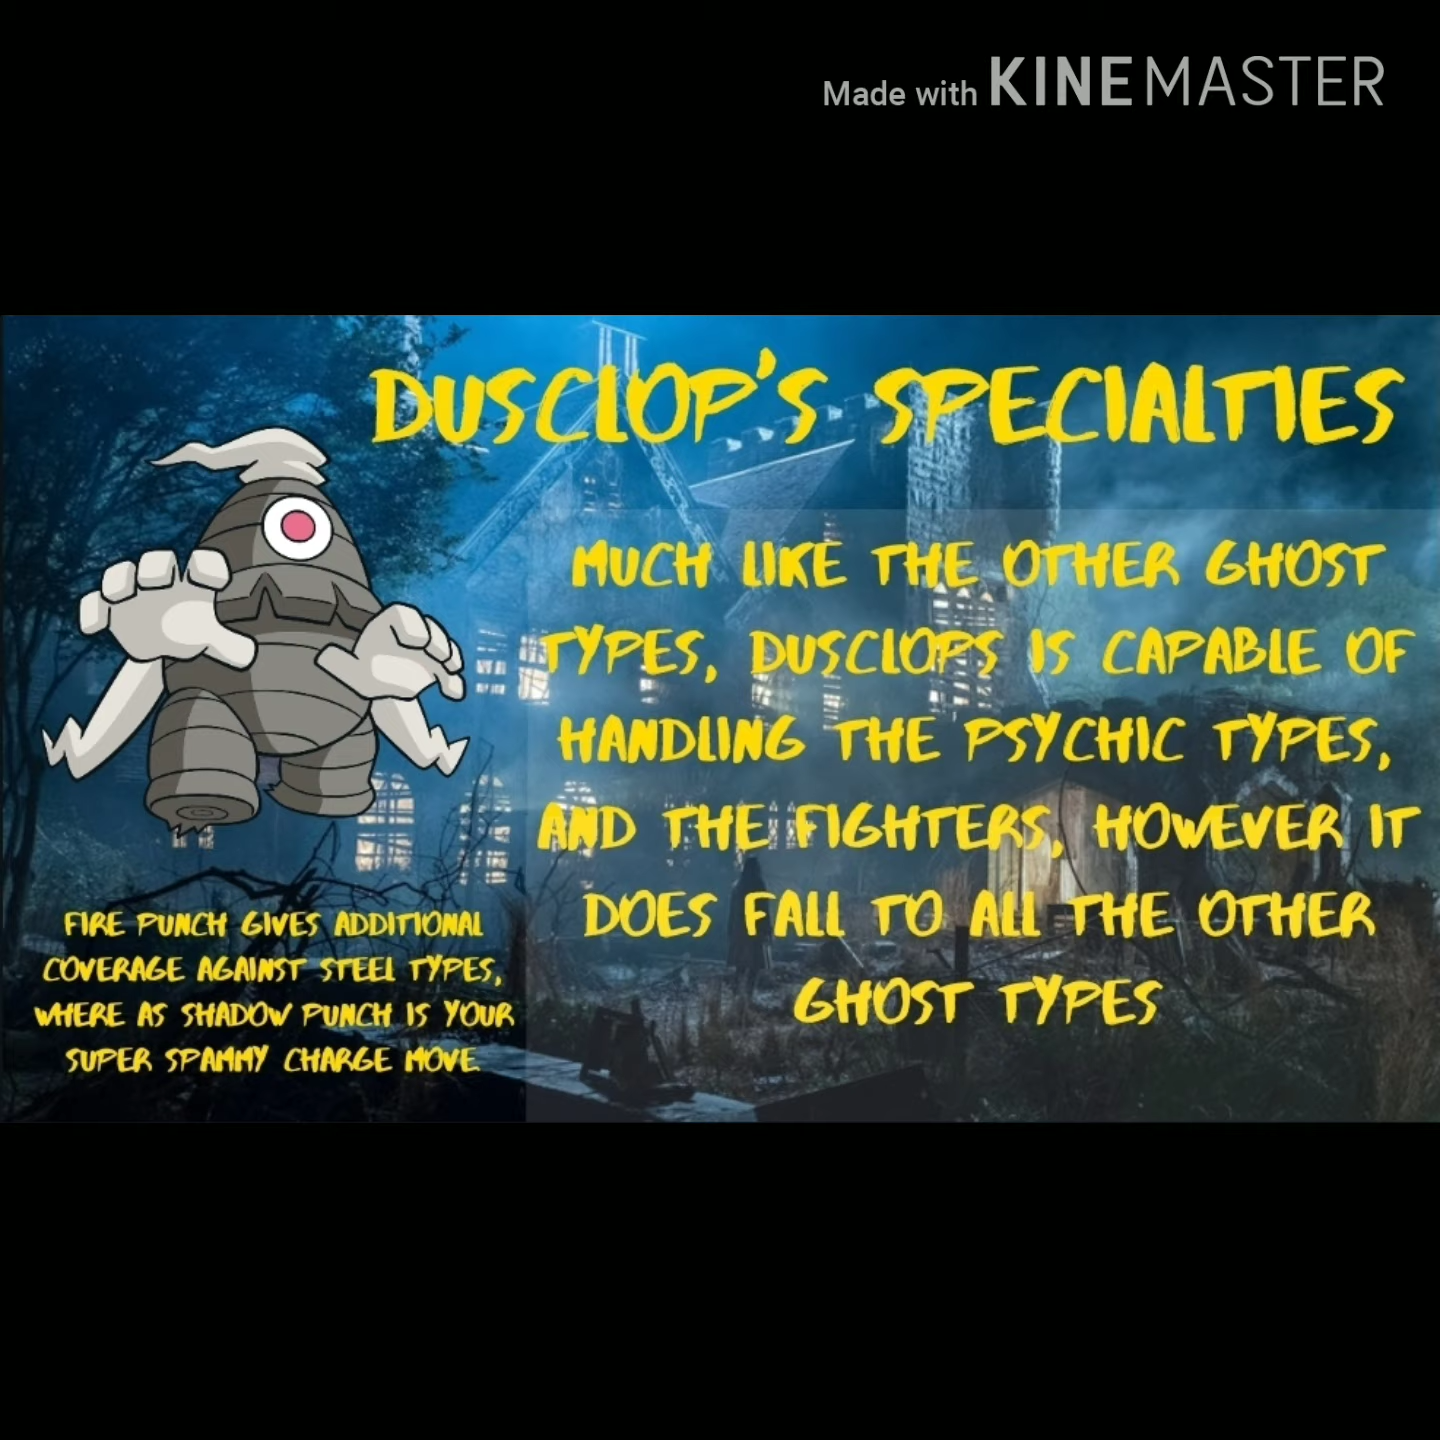 Made with KINEMASTER
DUSCLOP'S SPECIALTIES
MUCH LIKE THE OTHER GHOST
TYPES, DUSCLOPS IS CAPABLE OF
HANDLING THE PSYCHIC TYPES,
AND THE FIGHTERS, HOWEVER IT
DOES FALL TO ALL THE OTHER
GHOST TYPES
FIRE PUNCH GIVES ADDITIONAL
COVERAGE AGAINST STEEL TYPES,
WHERE AS SHADOW PUNCH IS YOUR
SUPER SPAMMY CHARGE MOVE.